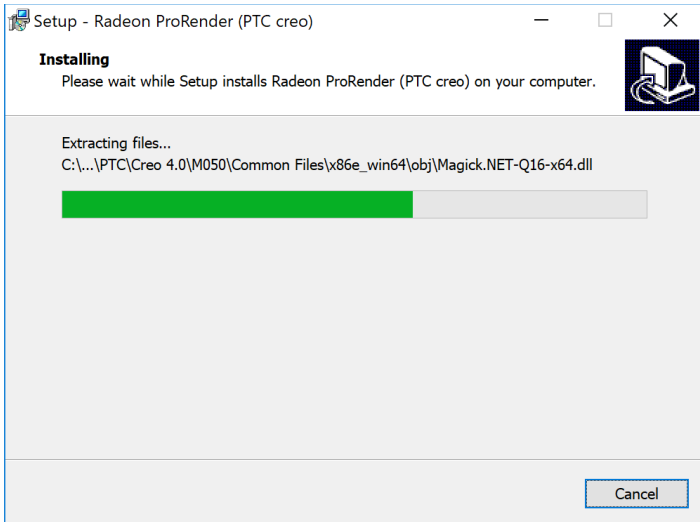 Setup - Radeon ProRender (PTC creo)
Installing
Please wait while Setup installs Radeon ProRender (PTC creo) on your computer.
Extracting files...
C:\...\PTC\Creo 4.0\M050\Common Files\x86e_win64\obj\Magick.NET-Q16-x64.dll
Cancel